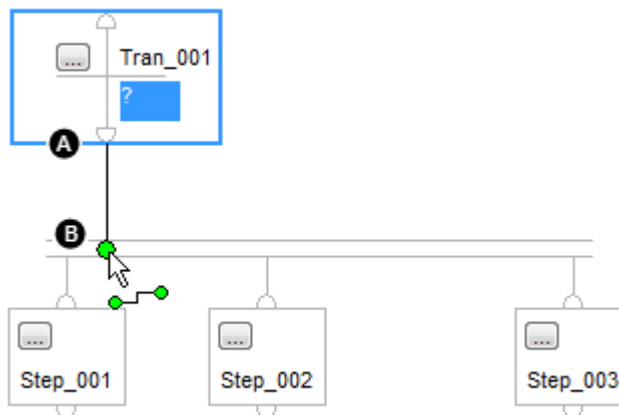 ... Tran_001
?
A
B
... ... ...
Step_001 Step_002 Step_003